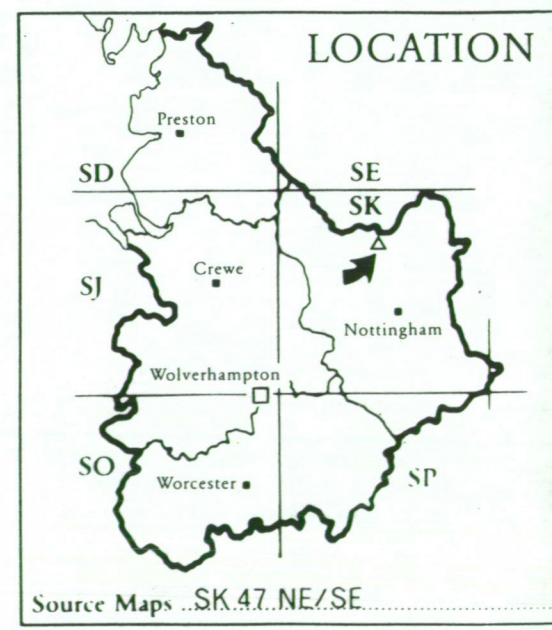 LOCATION
Preston
SD
SE
SK
Crewe
SJ
Nottingham
Wolverhampton
SO
Worcester
SP
Source Maps ..SK 47 NE/SE